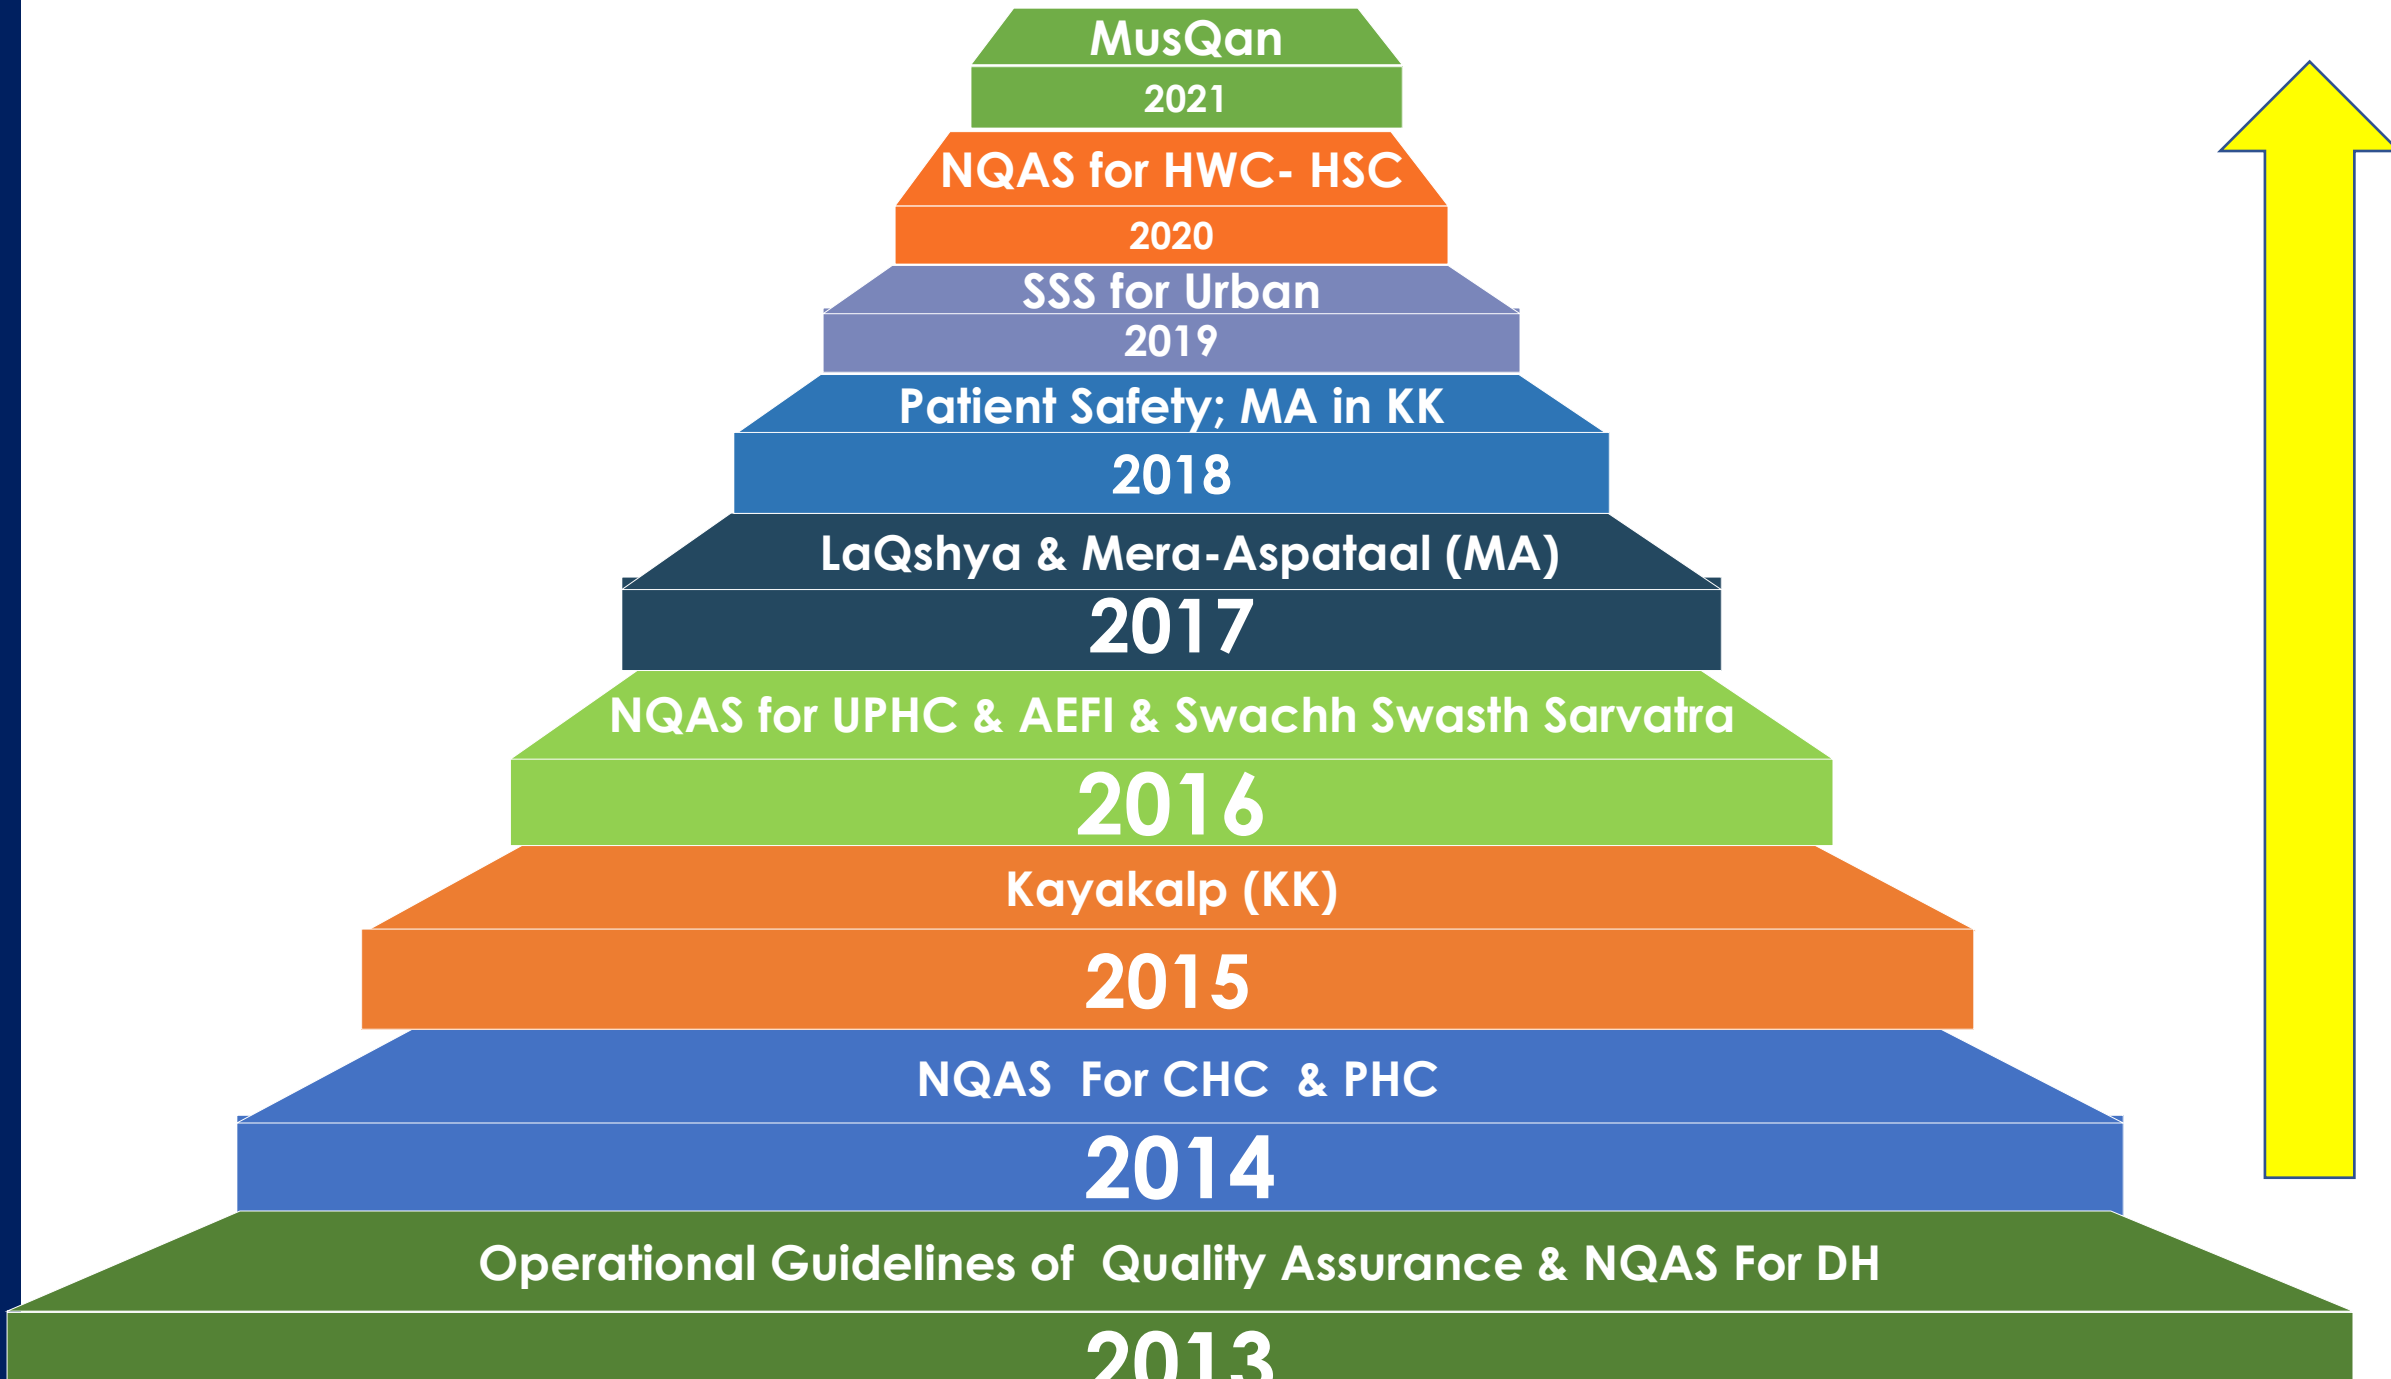 MusQan
2021
NQAS for HWC- HSC
2020
SSS for Urban
2019
Patient Safety; MA in KK
2018
LaQshya & Mera-Aspataal (MA)
2017
NQAS for UPHC & AEFI & Swachh Swasth Sarvatra
2016
Kayakalp (KK)
2015
NQAS For CHC & PHC
2014
Operational Guidelines of Quality Assurance & NQAS For DH
2013